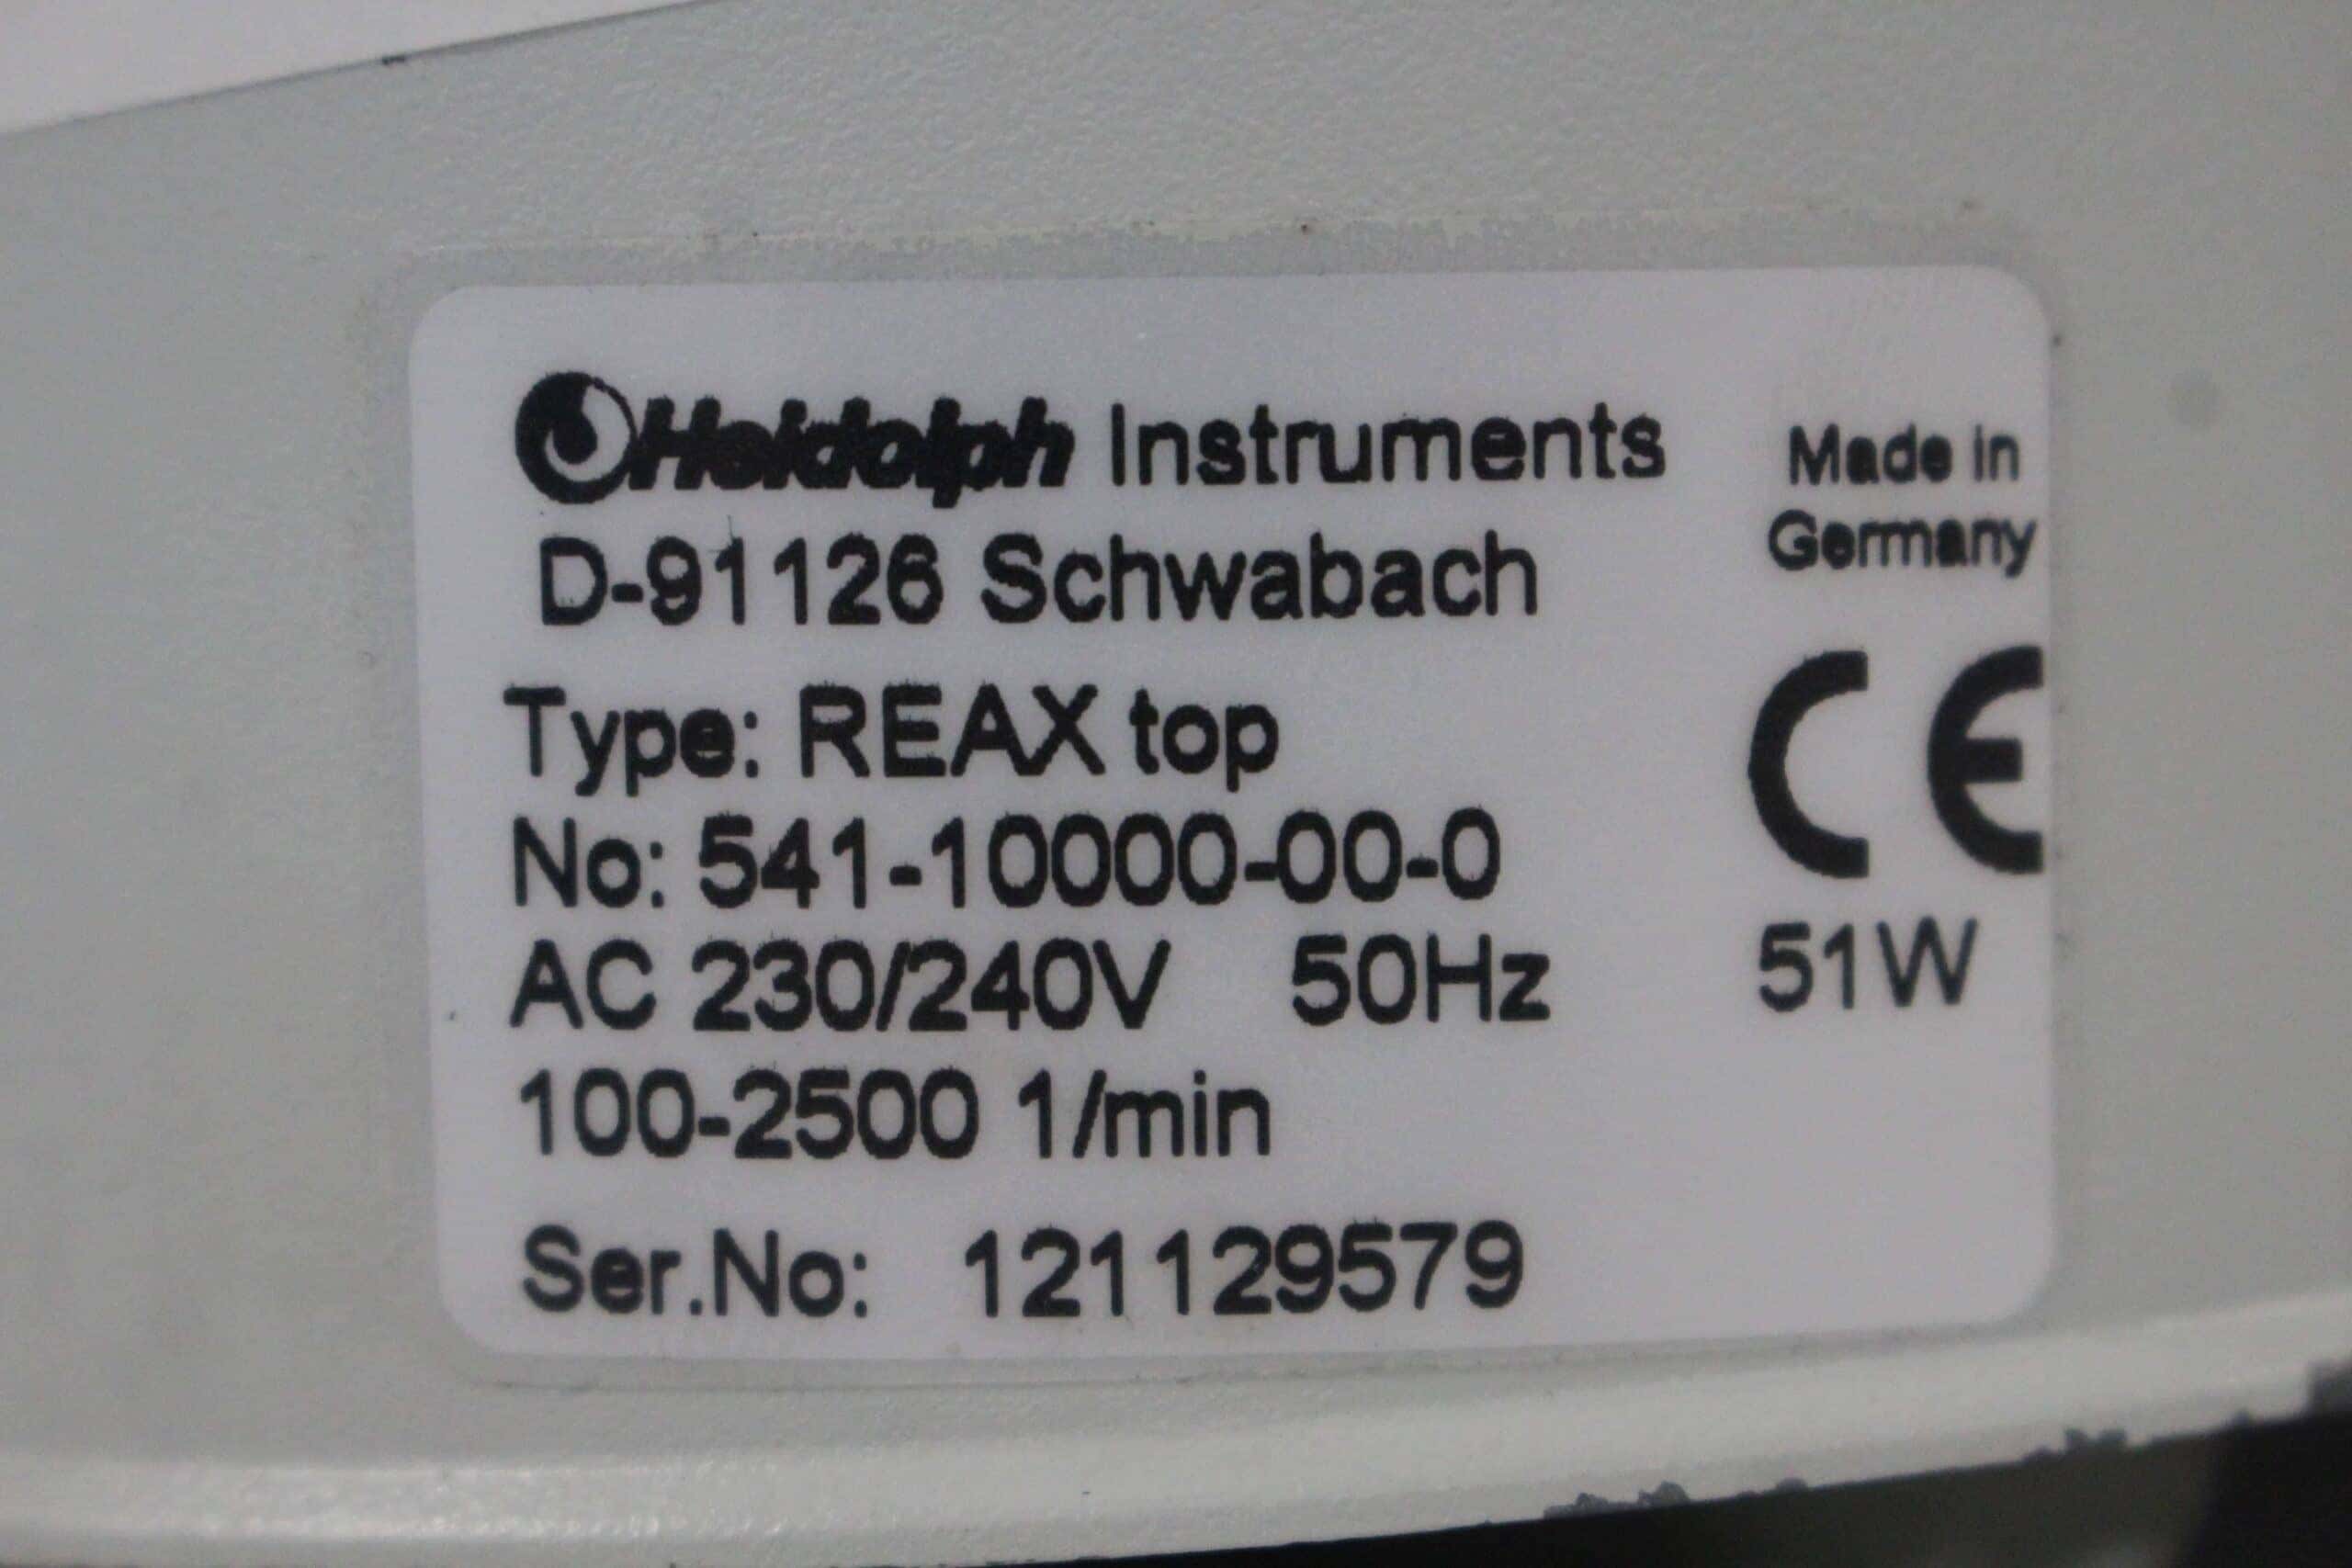 Heidolph Instruments
Made in
Germany
D-91126 Schwabach
Type: REAX top
No: 541-10000-00-0
CE
AC 230/240V 50Hz 51W
100-2500 1/min
Ser.No: 121129579